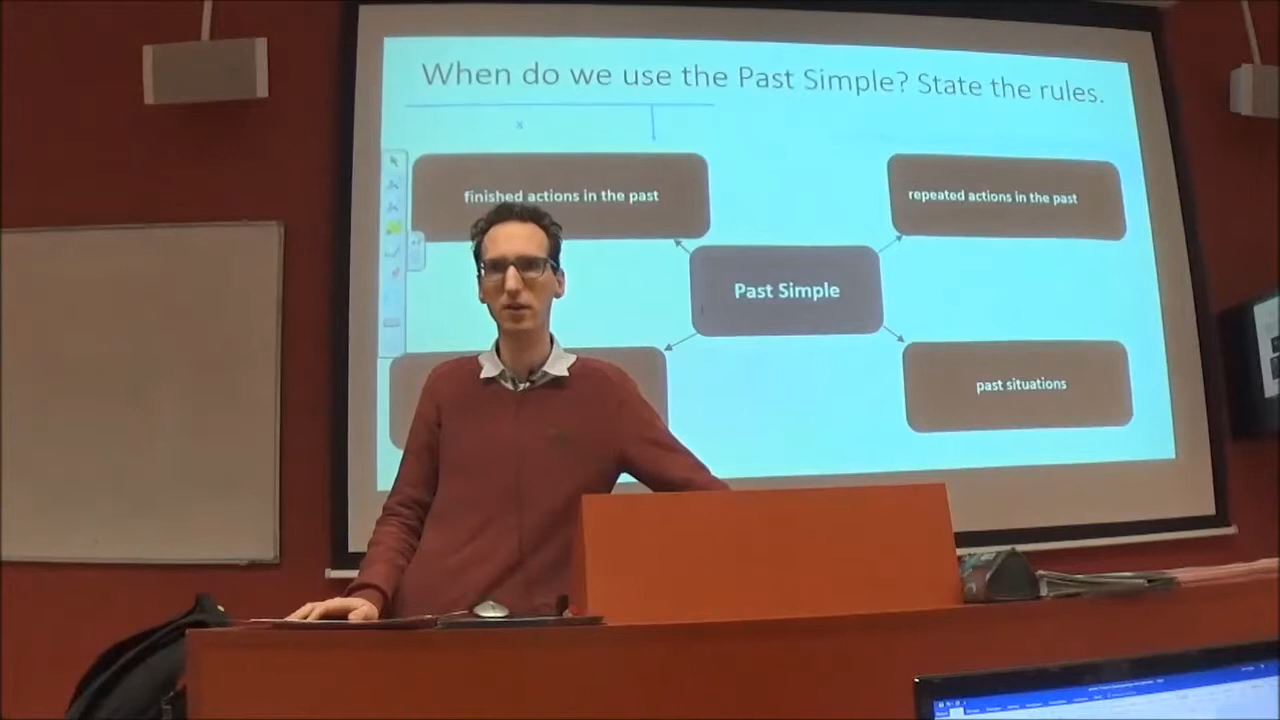 When do we use the Past Simple? State the rules.
x
finished actions in the past
repeated actions in the past
Past Simple
past situations